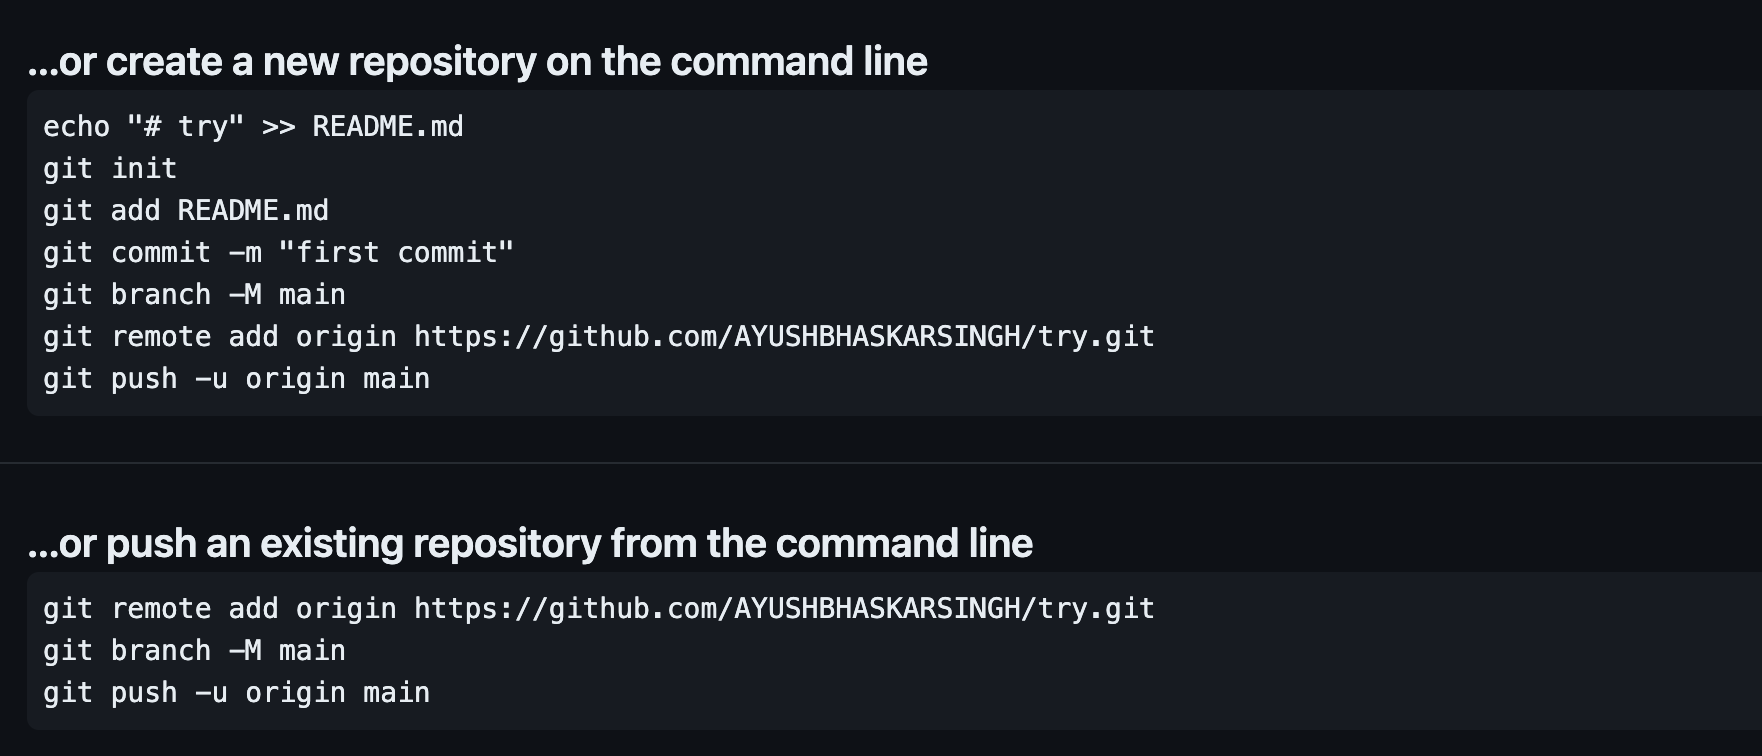 ...or create a new repository on the command line
echo "# try" >> README.md
git init
git add README.md
git commit -m "first commit"
git branch -M main
git remote add origin https://github.com/AYUSHBHASKARSINGH/try.git
git push -u origin main
...or push an existing repository from the command line
git remote add origin https://github.com/AYUSHBHASKARSINGH/try.git
git branch -M main
git push -u origin main